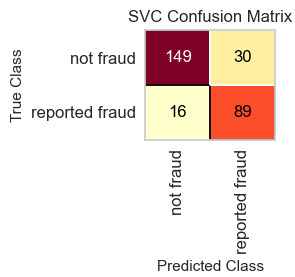 SVC Confusion Matrix
True Class
not fraud
149
30
reported fraud
16
89
not fraud
reported fraud
Predicted Class